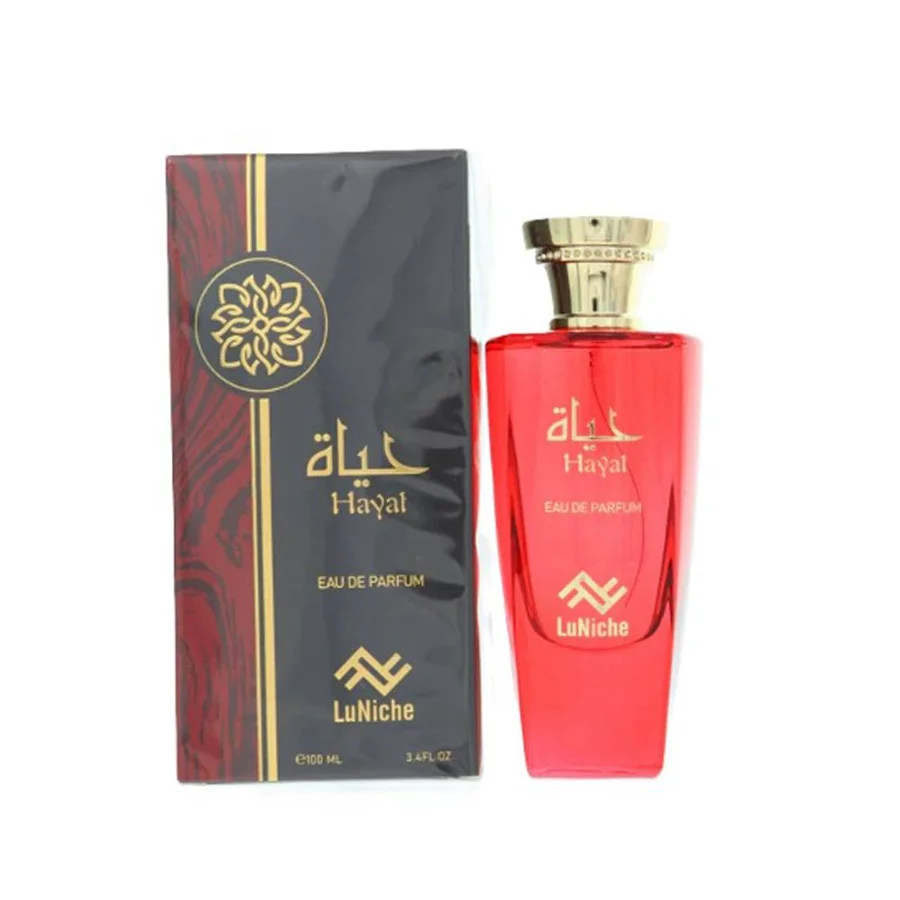 حياة
Hayat
EAU DE PARFUM
LuNiche
℮100 ML 3.4FL OZ
حياة
Hayat
EAU DE PARFUM
LuNiche